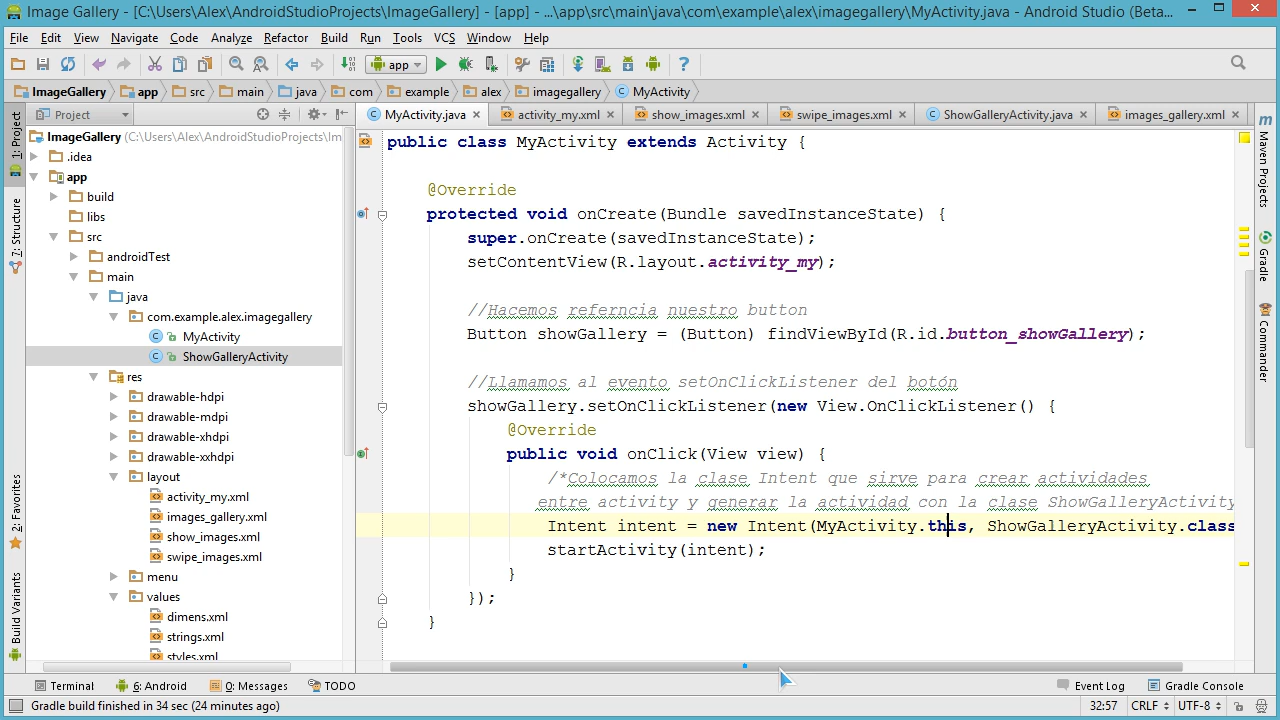 Image Gallery - [C:\Users\Alex\AndroidStudioProjects\ImageGallery] - [app] - ...\app\src\main\java\com\example\alex\imagegallery\MyActivity.java - Android Studio (Beta...
File Edit View Navigate Code Analyze Refactor Build Run Tools VCS Window Help
app
ImageGallery app src main java com example alex imagegallery MyActivity
Project
MyActivity.java activity_my.xml show_images.xml swipe_images.xml ShowGalleryActivity.java images_gallery.xml
1: Project
7: Structure
2: Favorites
Build Variants
ImageGallery (C:\Users\Alex\AndroidStudioProjects\Im
.idea
app
build
libs
src
androidTest
main
java
com.example.alex.imagegallery
MyActivity
ShowGalleryActivity
res
drawable-hdpi
drawable-mdpi
drawable-xhdpi
drawable-xxhdpi
layout
activity_my.xml
images_gallery.xml
show_images.xml
swipe_images.xml
menu
values
dimens.xml
strings.xml
styles.xml
public class MyActivity extends Activity {
@Override
protected void onCreate(Bundle savedInstanceState) {
super.onCreate(savedInstanceState);
setContentView(R.layout.activity_my);
//Hacemos referncia nuestro button
Button showGallery = (Button) findViewById(R.id.button_showGallery);
//Llamamos al evento setOnClickListener del botón
showGallery.setOnClickListener(new View.OnClickListener() {
@Override
public void onClick(View view) {
/*Colocamos la clase Intent que sirve para crear actividades
entre activity y generar la actividad con la clase ShowGalleryActivity
Intent intent = new Intent(MyActivity.this, ShowGalleryActivity.class
startActivity(intent);
}
});
}
Maven Projects
Gradle
Commander
Terminal 6: Android 0: Messages TODO Event Log Gradle Console
Gradle build finished in 34 sec (24 minutes ago) 32:57 CRLF UTF-8